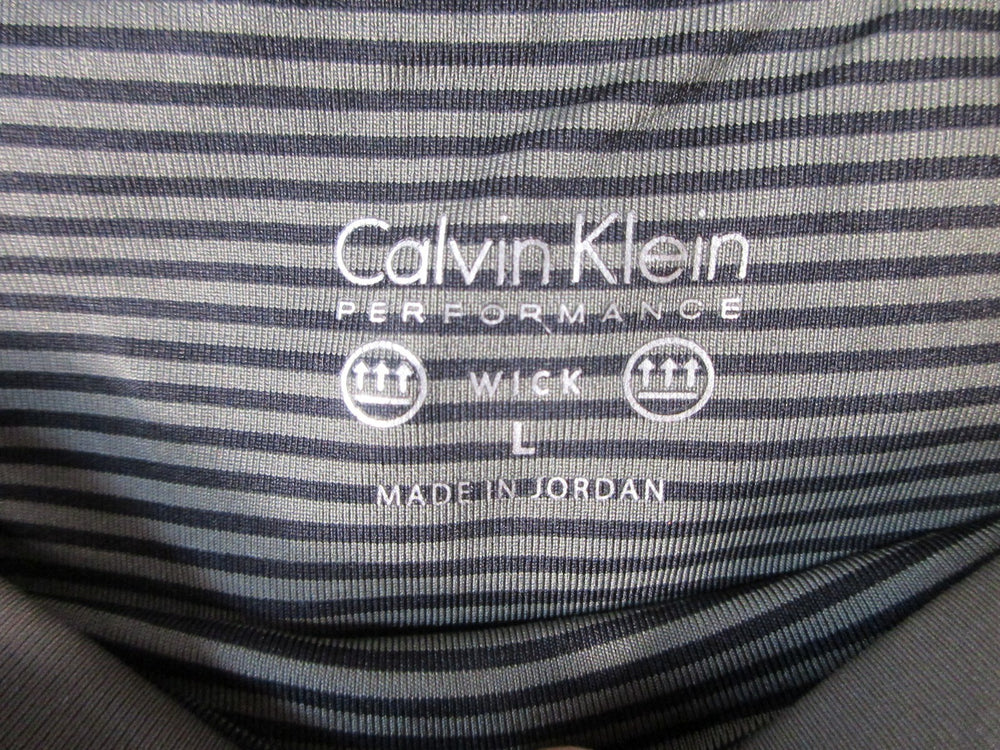 Calvin Klein
PERFORMANCE
WICK
L
MADE IN JORDAN